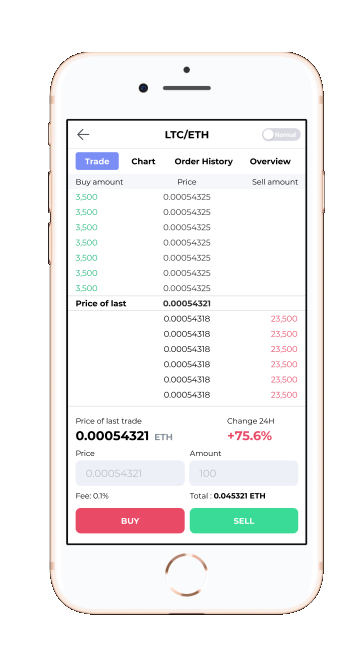 LTC/ETH
Normal
Trade Chart Order History Overview
Buy amount Price Sell amount
3,500 0.00054325
3,500 0.00054325
3,500 0.00054325
3,500 0.00054325
3,500 0.00054325
3,500 0.00054325
3,500 0.00054325
Price of last 0.00054321
0.00054318 23,500
0.00054318 23,500
0.00054318 23,500
0.00054318 23,500
0.00054318 23,500
0.00054318 23,500
Price of last trade Change 24H
0.00054321 ETH +75.6%
Price Amount
0.00054321 100
Fee: 0.1% Total : 0.045321 ETH
BUY SELL